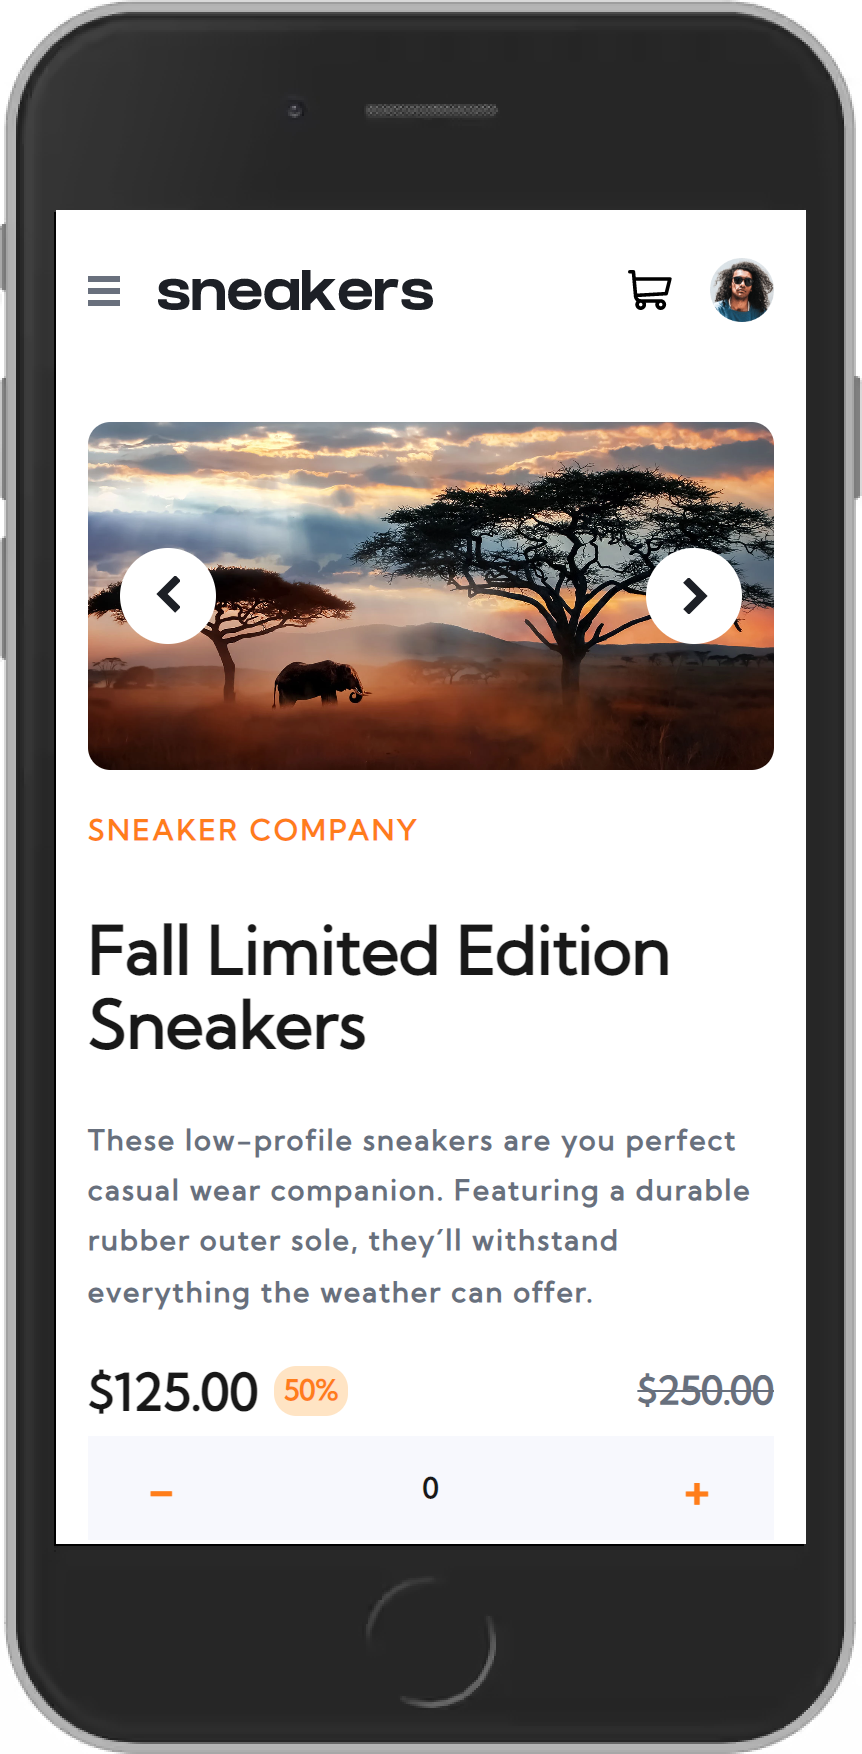 sneakers
SNEAKER COMPANY
Fall Limited Edition
Sneakers
These low-profile sneakers are you perfect
casual wear companion. Featuring a durable
rubber outer sole, they´ll withstand
everything the weather can offer.
$125.00 50% $250.00
– 0 +